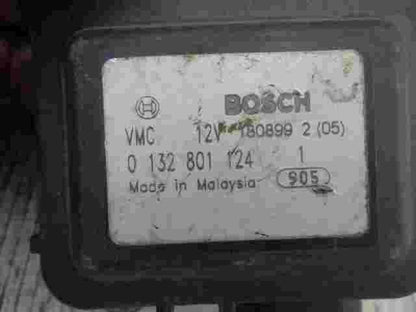 BOSCH
VMC 12V 180899 2 (05)
0 132 801 124 1
Made in Malaysia 905